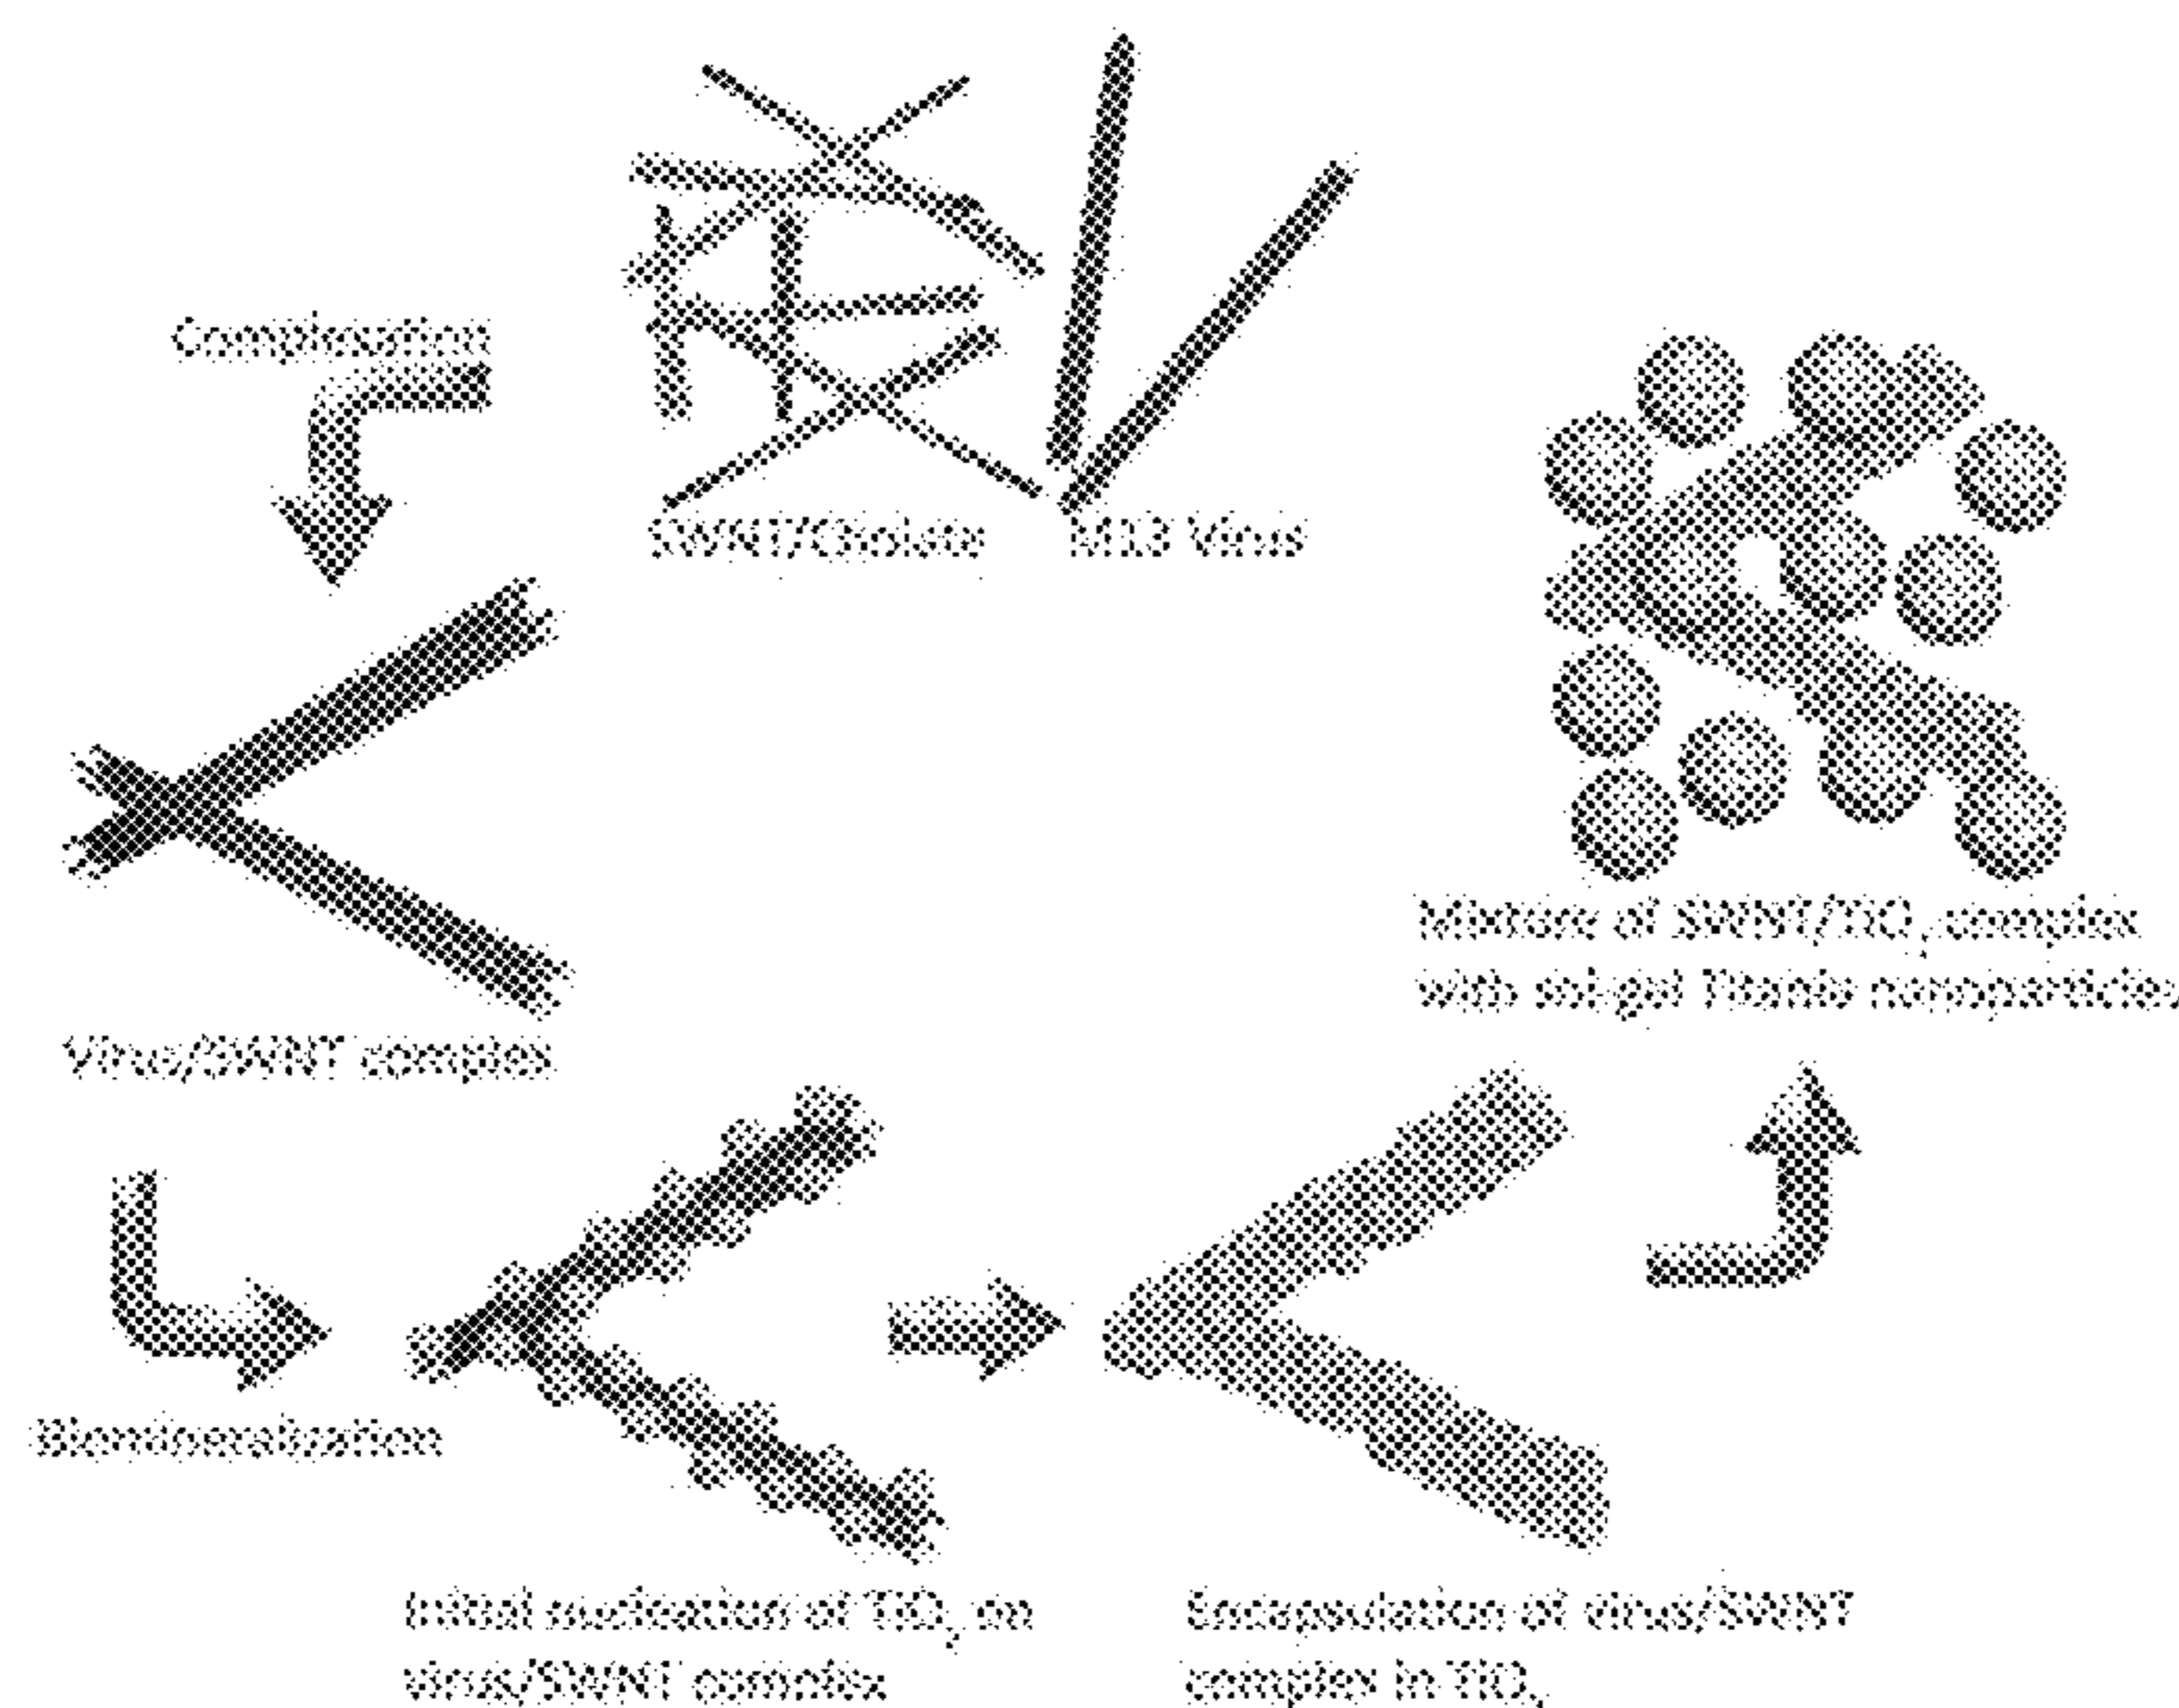 Complexation
SWNT/Cholate M13 Virus
Virus/SWNT complex
Mixture of SWNT/TiO₂ complex
with sol-gel Titania nanoparticles
Biomineralization
Initial nucleation of TiO₂ on
virus/SWNT complex
Encapsulation of virus/SWNT
complex in TiO₂